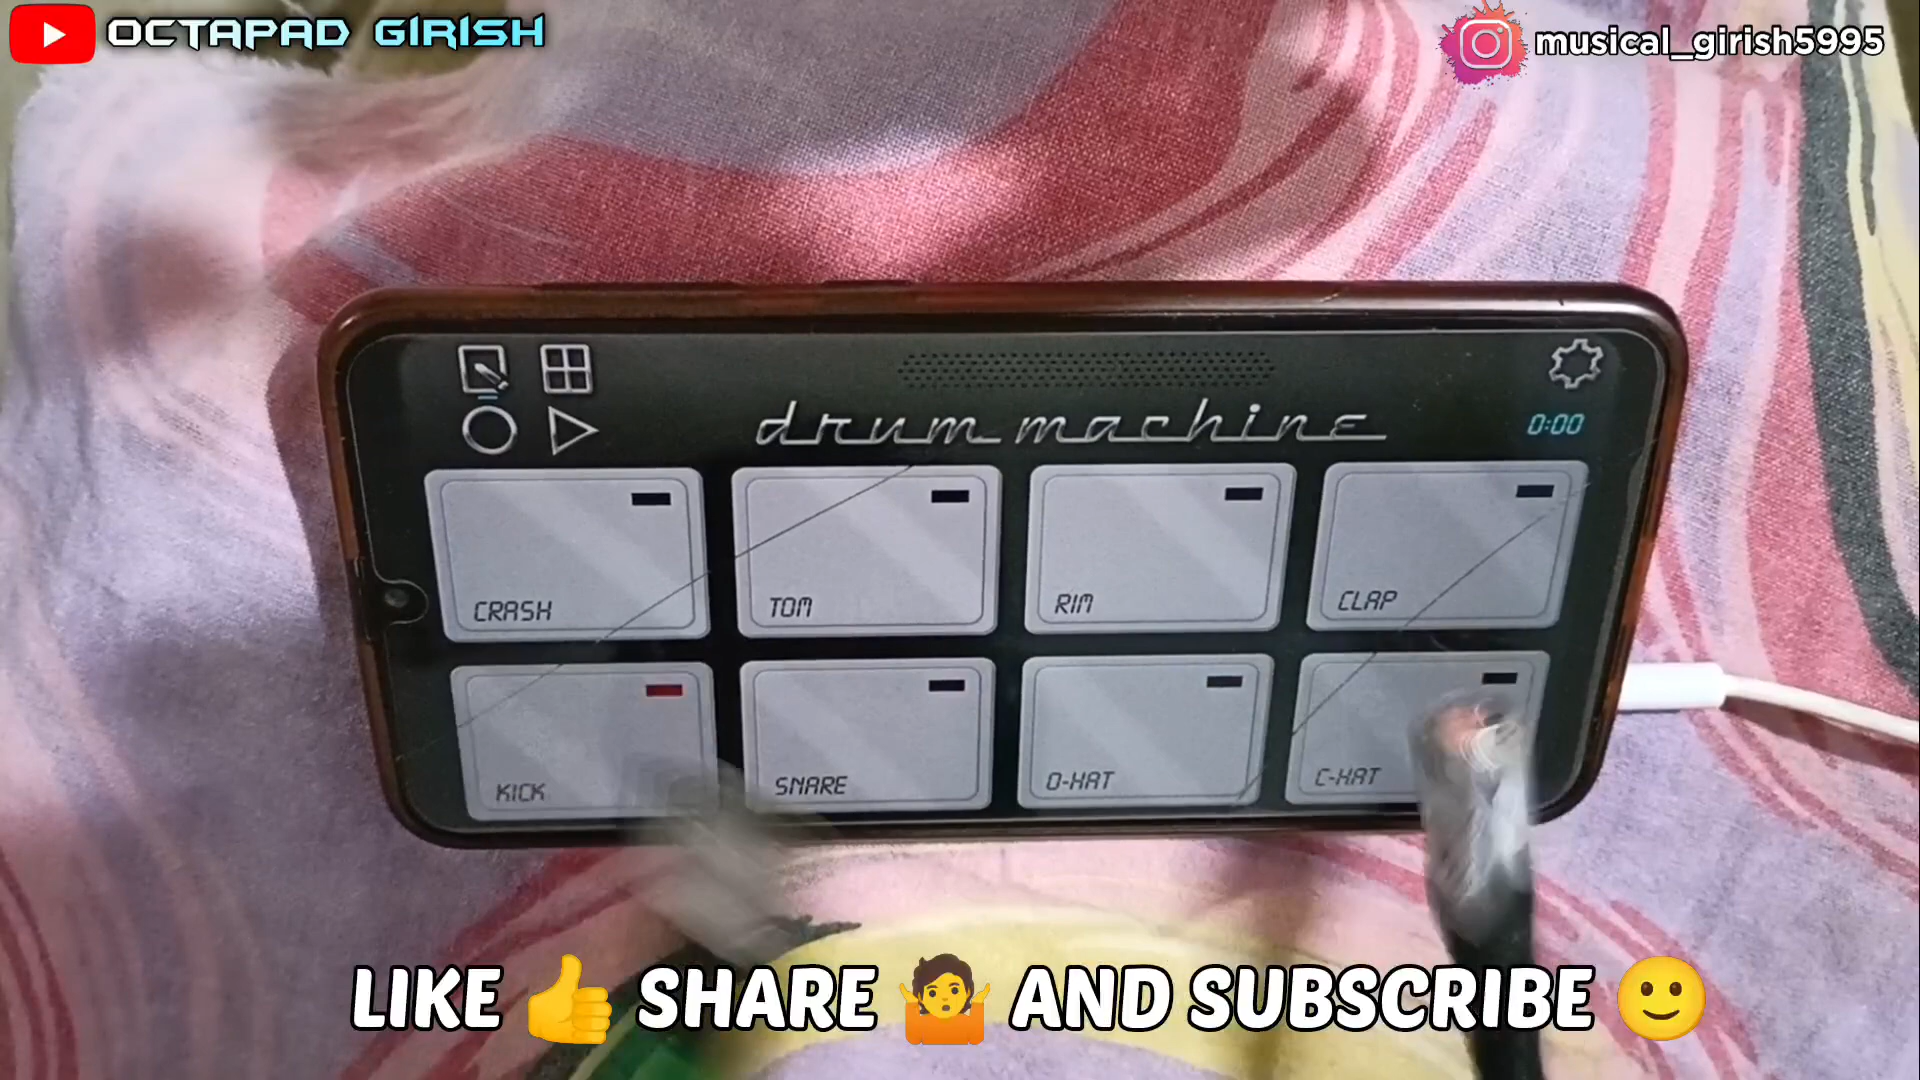 OCTAPAD GIRISH
musical_girish5995
drum machine
0:00
CRASH
TOM
RIM
CLAP
KICK
SNARE
O-HAT
C-HAT
LIKE 👍 SHARE 🤷 AND SUBSCRIBE 🙂